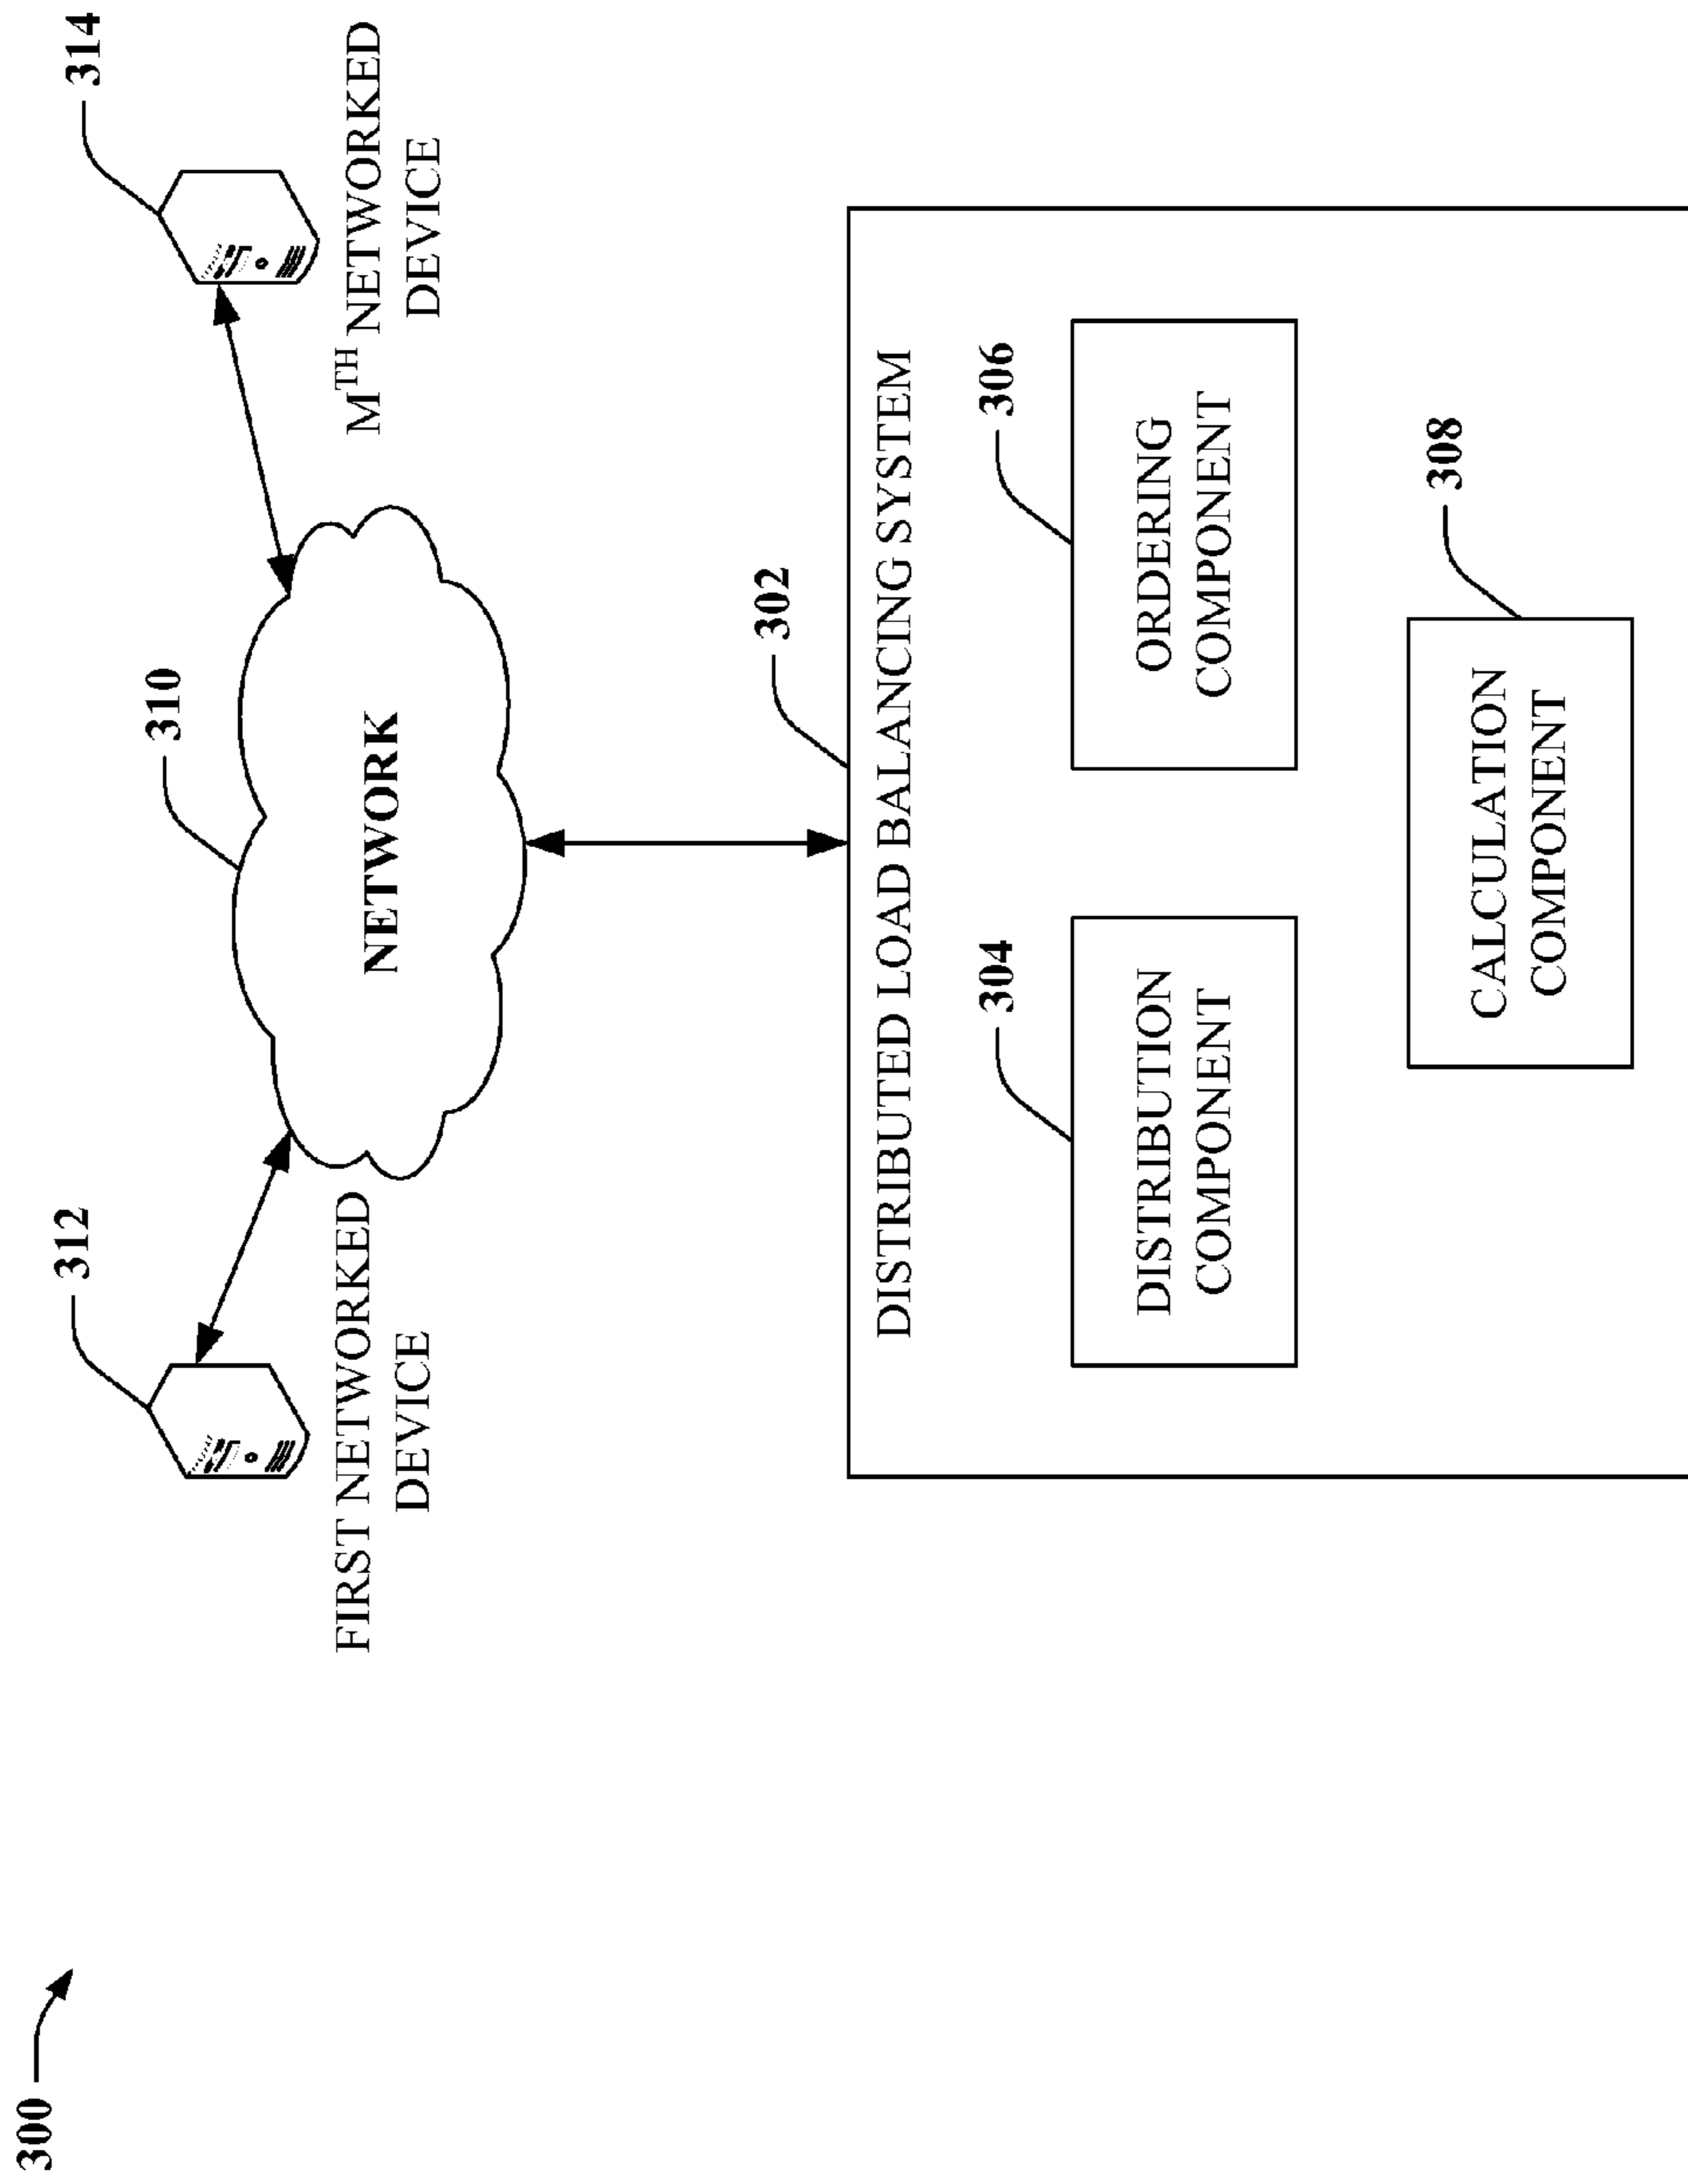 300
312
314
310
FIRST NETWORKED
DEVICE
NETWORK
MTH NETWORKED
DEVICE
302
DISTRIBUTED LOAD BALANCING SYSTEM
304
306
DISTRIBUTION
COMPONENT
ORDERING
COMPONENT
308
CALCULATION
COMPONENT